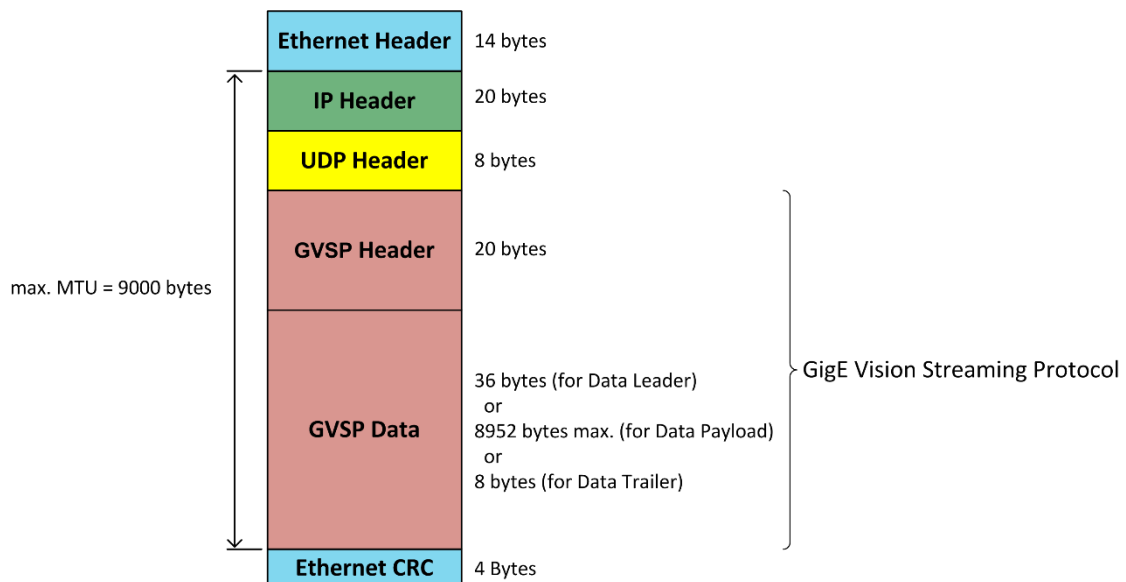 Ethernet Header
14 bytes
IP Header
20 bytes
UDP Header
8 bytes
GVSP Header
20 bytes
max. MTU = 9000 bytes
GigE Vision Streaming Protocol
36 bytes (for Data Leader)
or
GVSP Data
8952 bytes max. (for Data Payload)
or
8 bytes (for Data Trailer)
Ethernet CRC
4 Bytes